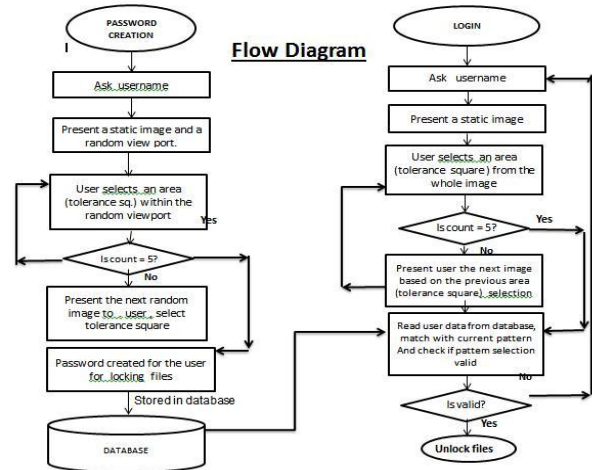 Flow Diagram
PASSWORD
CREATION
I
Ask username
Present a static image and a
random view port.
User selects an area
(tolerance sq.) within the
random viewport
Yes
Is count = 5?
No
Present the next random
image to user , select
tolerance square
Password created for the user
for locking files
Stored in database
DATABASE
LOGIN
Ask username
Present a static image
User selects an area
(tolerance square) from the
whole image
Is count = 5?
Yes
No
Present user the next image
based on the previous area
(tolerance square) selection
Read user data from database,
match with current pattern
And check if pattern selection
valid
No
Is valid?
Yes
Unlock files